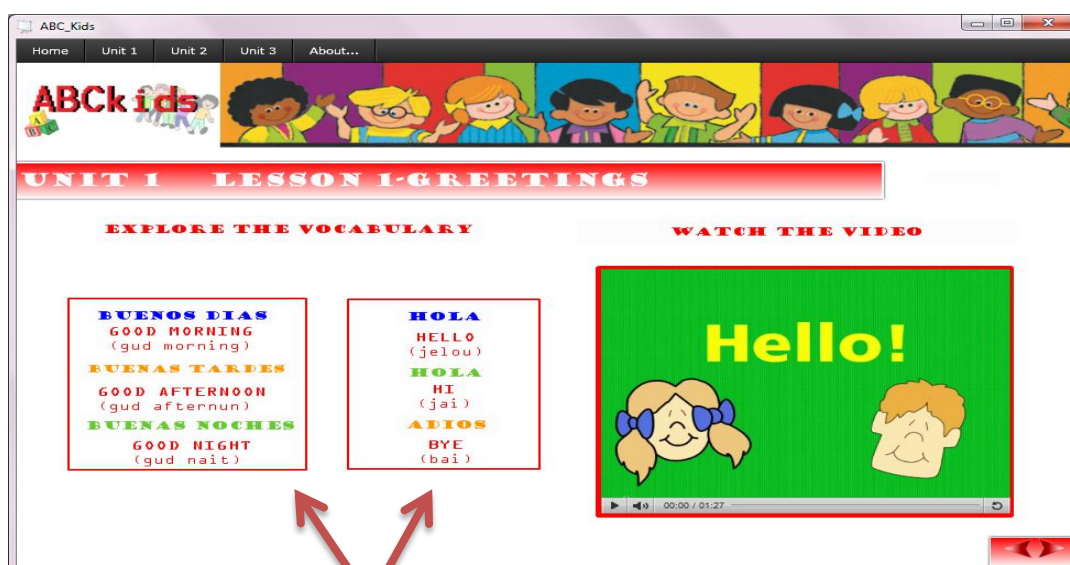 ABC_Kids
Home Unit 1 Unit 2 Unit 3 About...
ABCkids
UNIT 1 LESSON 1-GREETINGS
EXPLORE THE VOCABULARY
BUENOS DIAS
GOOD MORNING
(gud morning)
BUENAS TARDES
GOOD AFTERNOON
(gud afternun)
BUENAS NOCHES
GOOD NIGHT
(gud nait)
HOLA
HELLO
(jelou)
HOLA
HI
(jai)
ADIOS
BYE
(bai)
WATCH THE VIDEO
Hello!
00:00 / 01:27